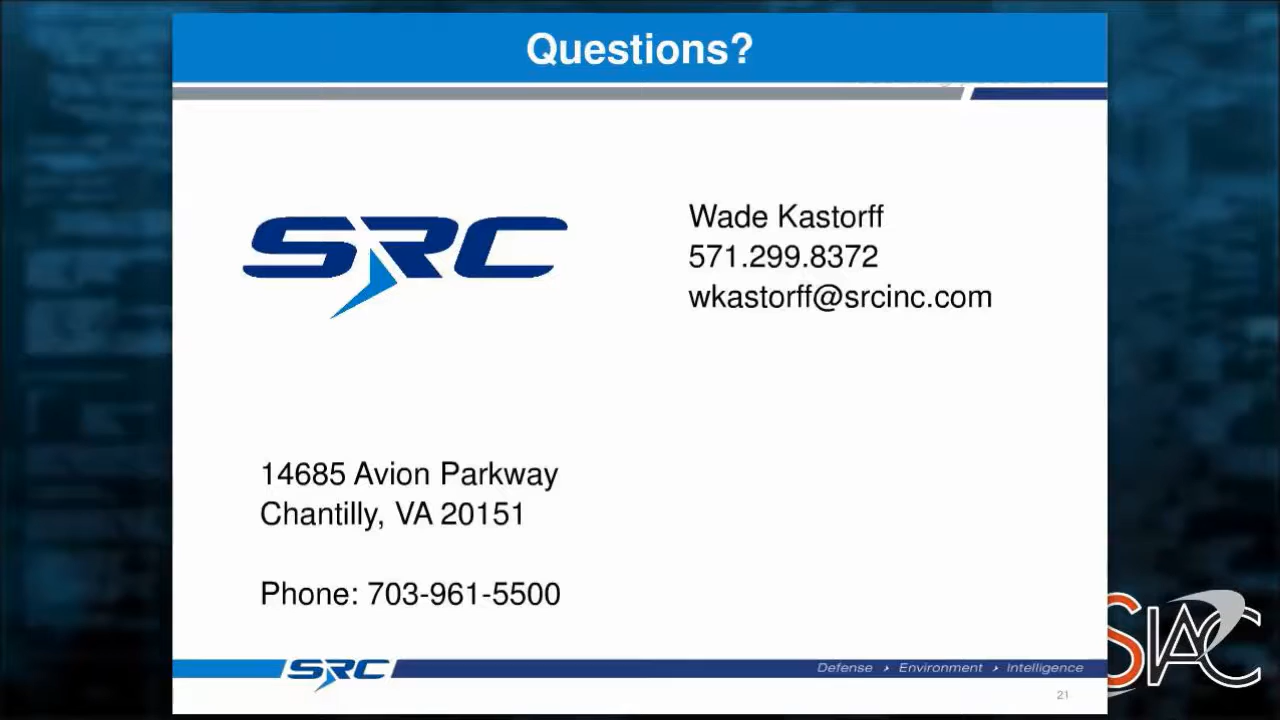 Questions?
SRC
Wade Kastorff
571.299.8372
wkastorff@srcinc.com
14685 Avion Parkway
Chantilly, VA 20151
Phone: 703-961-5500
SRC
Defense › Environment › Intelligence
21
SIAC